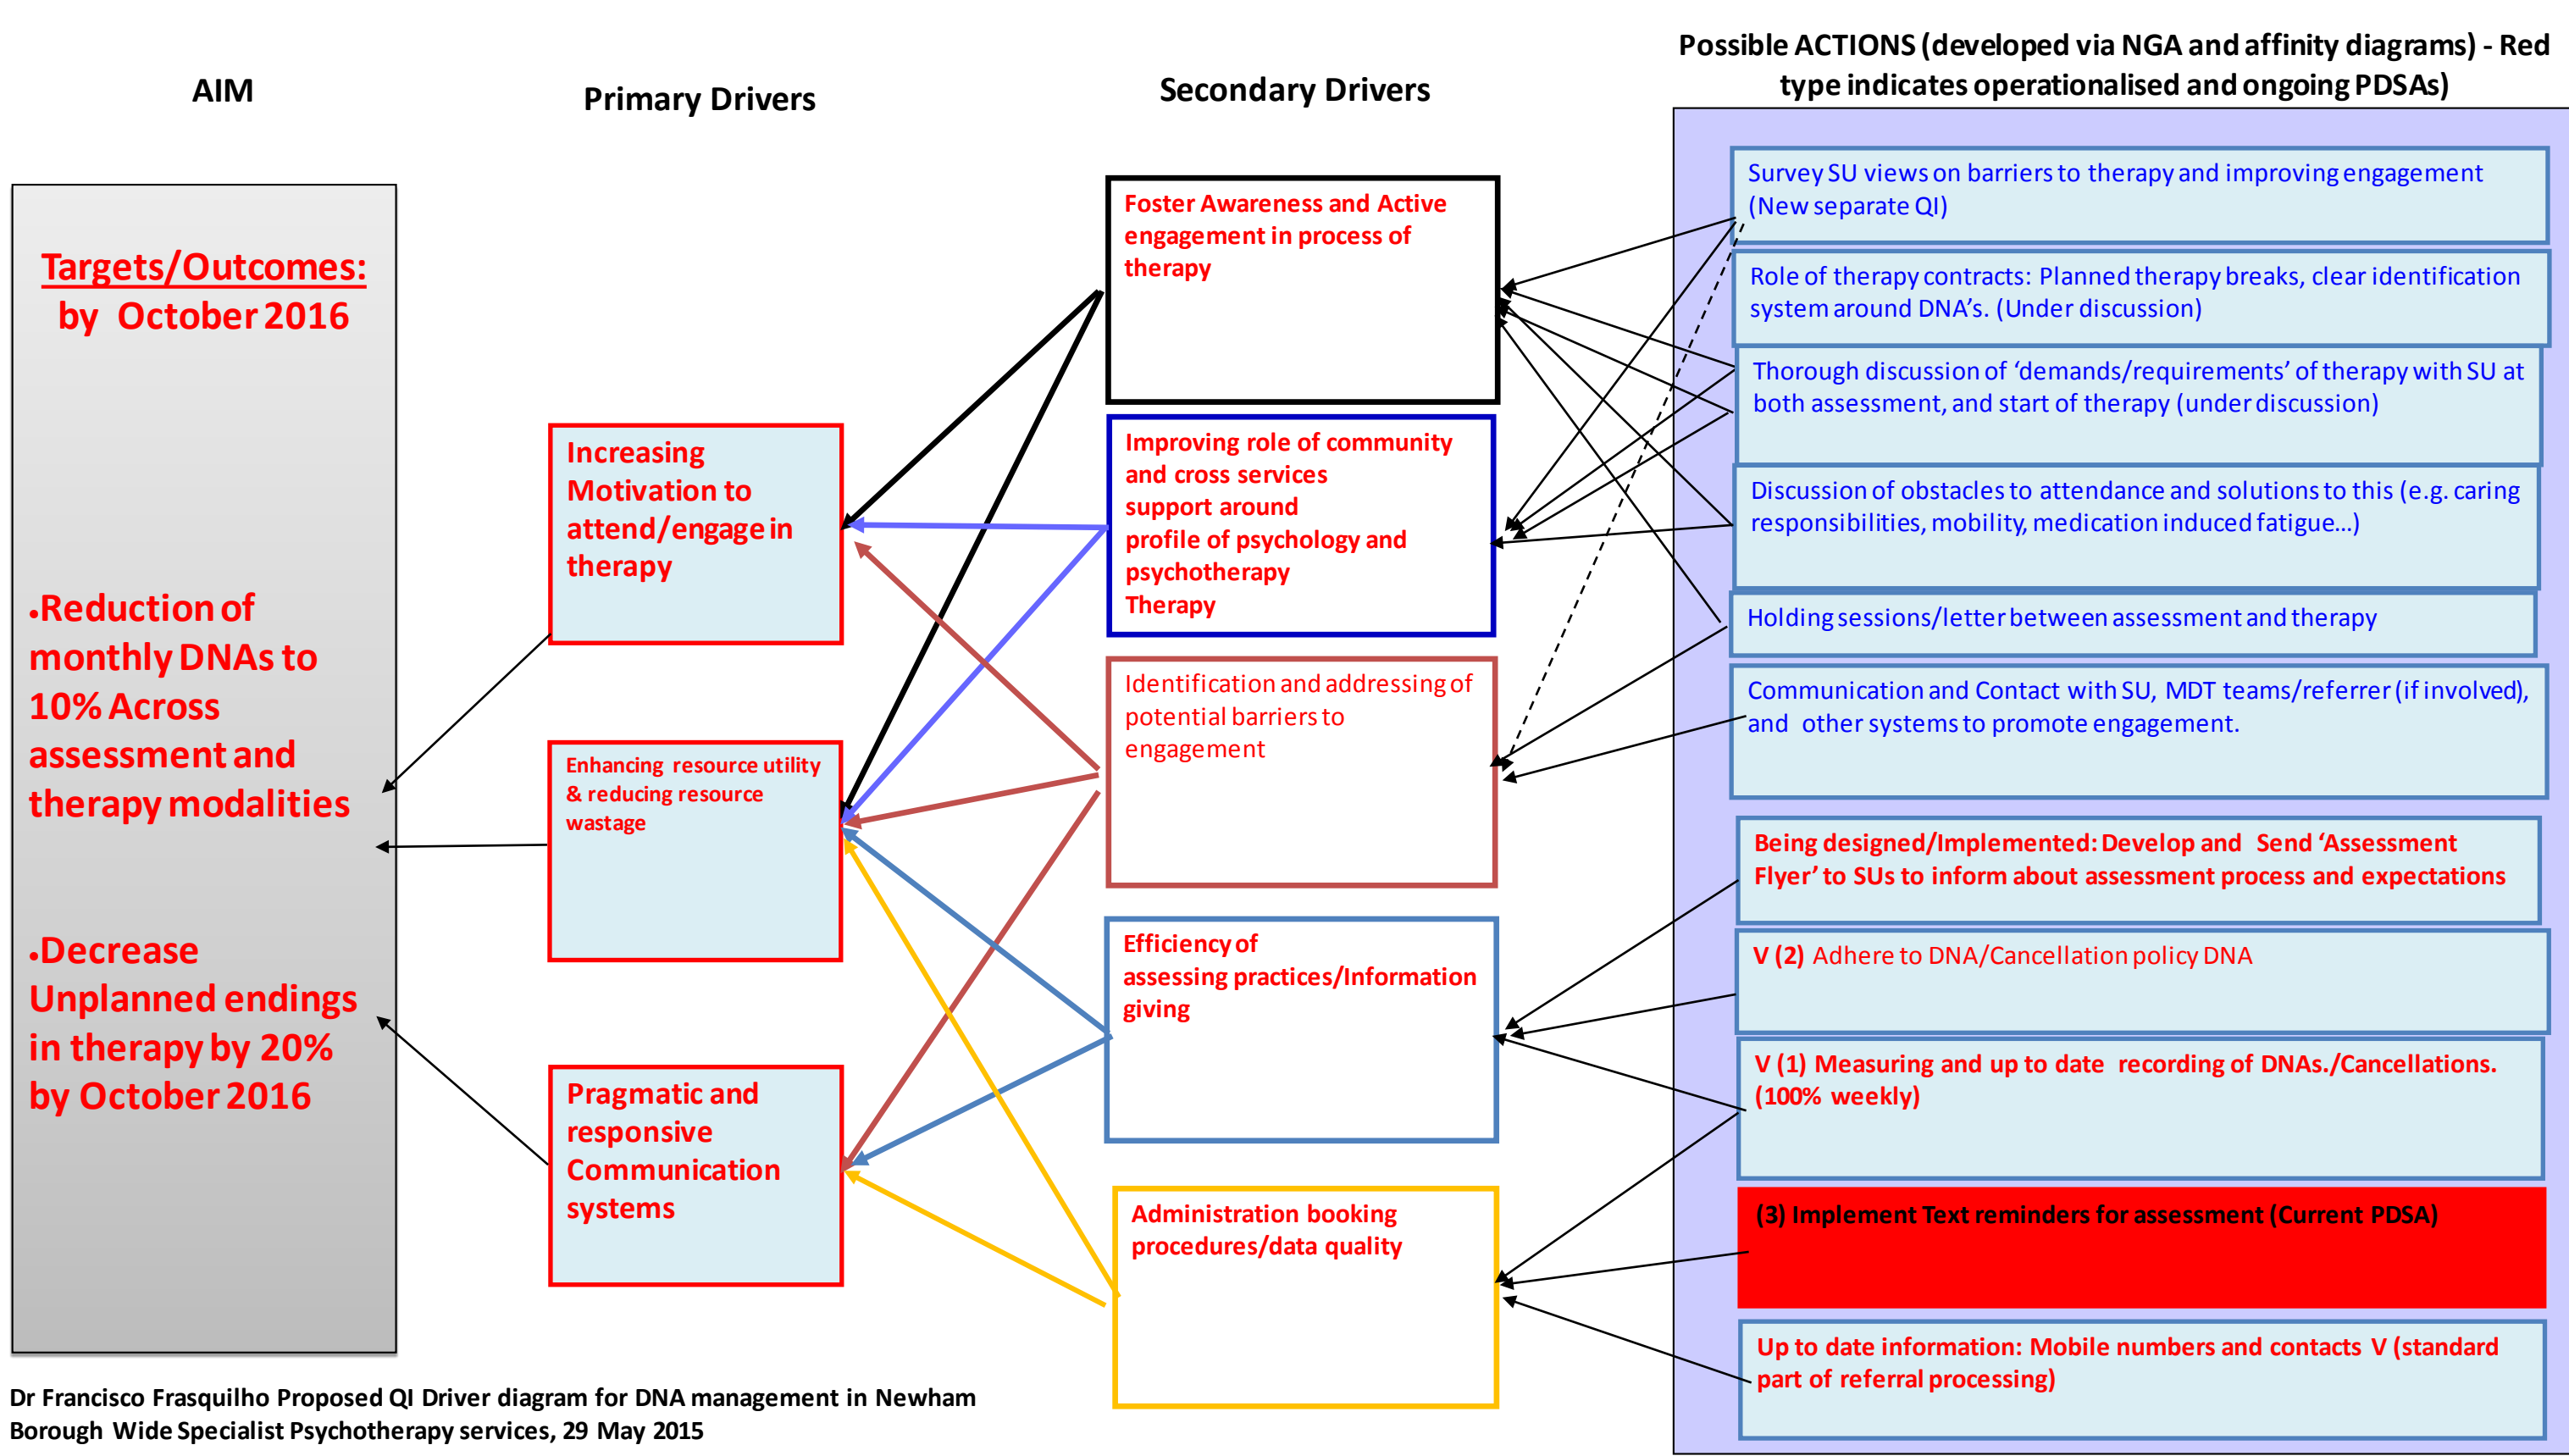 AIM
Primary Drivers
Secondary Drivers
Possible ACTIONS (developed via NGA and affinity diagrams) - Red
type indicates operationalised and ongoing PDSAs)
Targets/Outcomes:
by October 2016
•Reduction of
monthly DNAs to
10% Across
assessment and
therapy modalities
•Decrease
Unplanned endings
in therapy by 20%
by October 2016
Increasing
Motivation to
attend/engage in
therapy
Enhancing resource utility
& reducing resource
wastage
Pragmatic and
responsive
Communication
systems
Foster Awareness and Active
engagement in process of
therapy
Improving role of community
and cross services
support around
profile of psychology and
psychotherapy
Therapy
Identification and addressing of
potential barriers to
engagement
Efficiency of
assessing practices/Information
giving
Administration booking
procedures/data quality
Survey SU views on barriers to therapy and improving engagement
(New separate QI)
Role of therapy contracts: Planned therapy breaks, clear identification
system around DNA’s. (Under discussion)
Thorough discussion of ‘demands/requirements’ of therapy with SU at
both assessment, and start of therapy (under discussion)
Discussion of obstacles to attendance and solutions to this (e.g. caring
responsibilities, mobility, medication induced fatigue...)
Holding sessions/letter between assessment and therapy
Communication and Contact with SU, MDT teams/referrer (if involved),
and other systems to promote engagement.
Being designed/Implemented: Develop and Send ‘Assessment
Flyer’ to SUs to inform about assessment process and expectations
V (2) Adhere to DNA/Cancellation policy DNA
V (1) Measuring and up to date recording of DNAs./Cancellations.
(100% weekly)
(3) Implement Text reminders for assessment (Current PDSA)
Up to date information: Mobile numbers and contacts V (standard
part of referral processing)
Dr Francisco Frasquilho Proposed QI Driver diagram for DNA management in Newham
Borough Wide Specialist Psychotherapy services, 29 May 2015